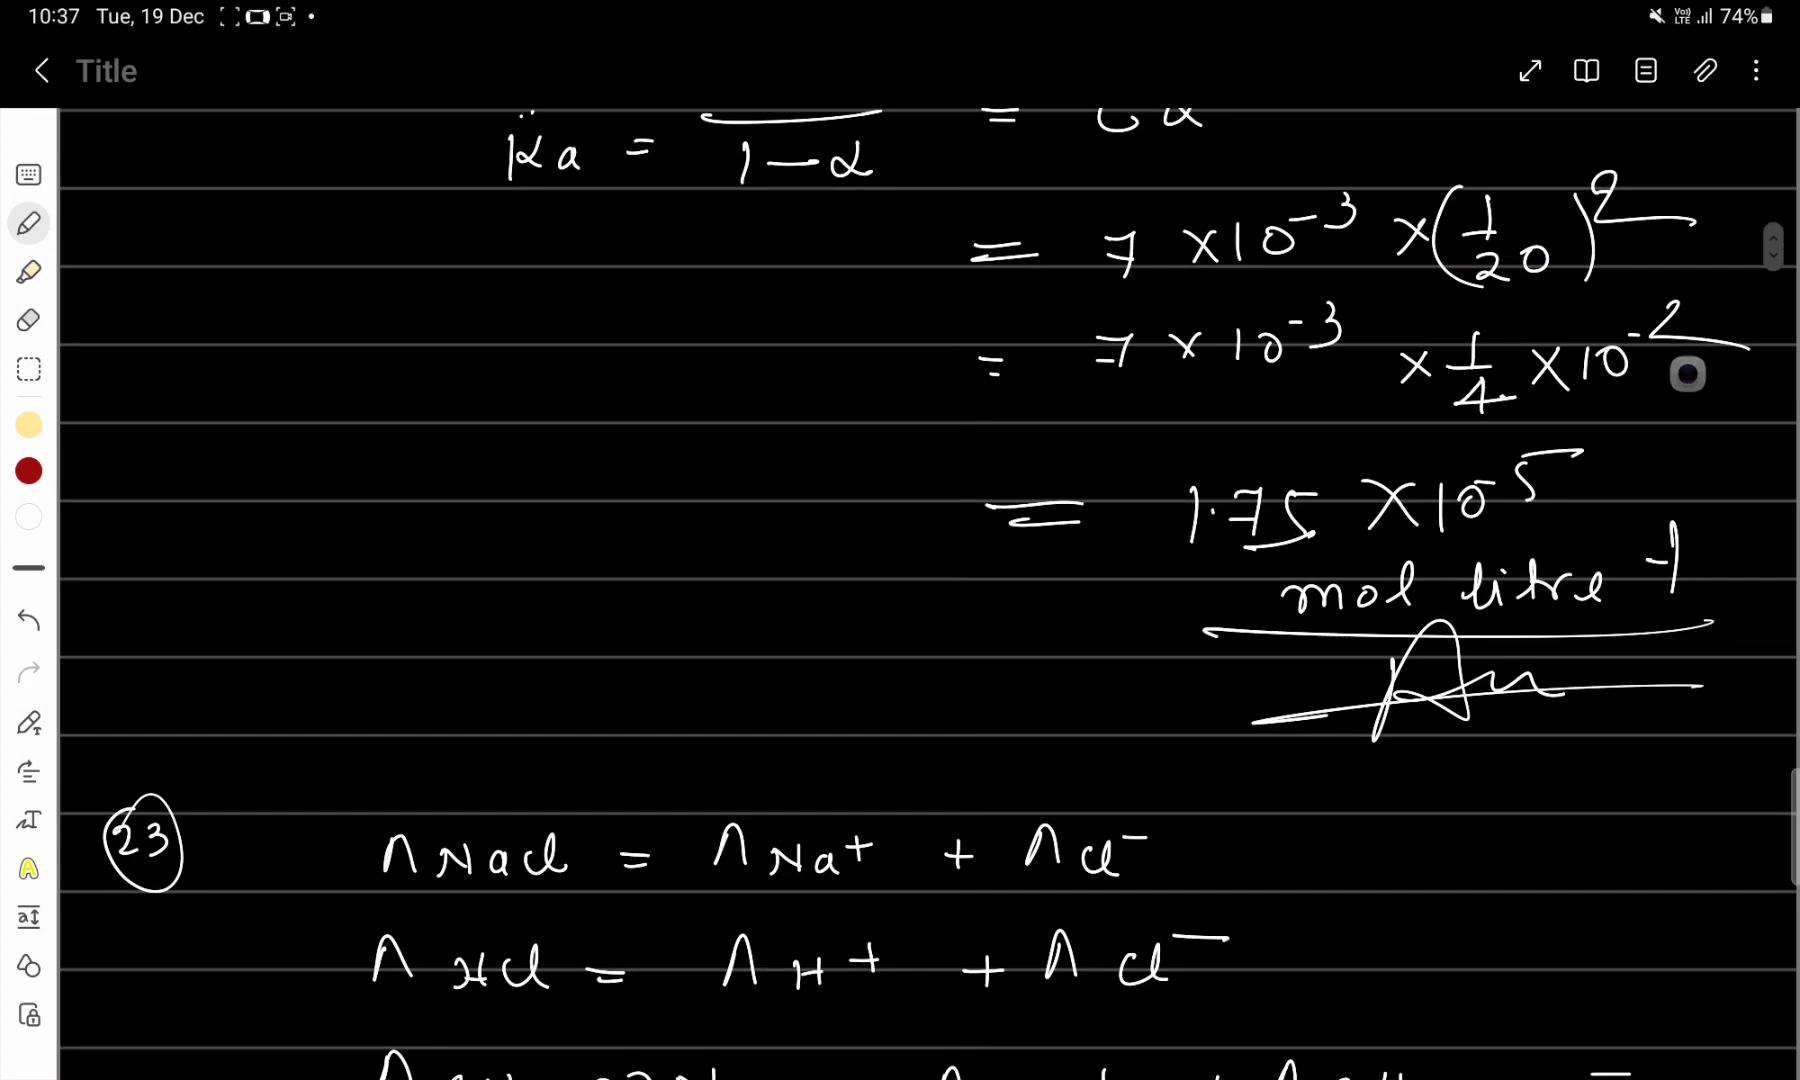 10:37 Tue, 19 Dec 74%
Title
Ka = / 1 - α = C α
= 7 × 10⁻³ × (1/20)²
= 7 × 10⁻³ × 1/4 × 10⁻²
= 1.75 × 10⁻⁵
mol litre⁻¹
An
23 Λ NaCl = Λ Na⁺ + Λ Cl⁻
Λ HCl = Λ H⁺ + Λ Cl⁻